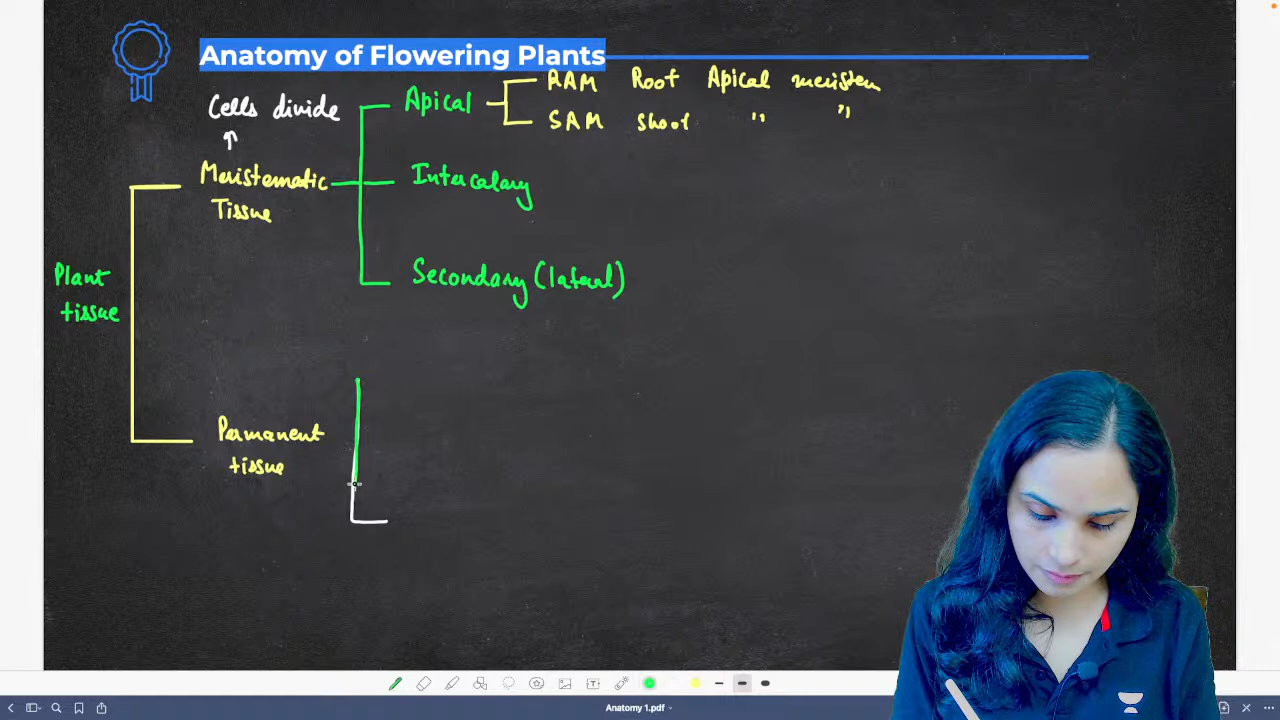 Anatomy of Flowering Plants
Cells divide
Apical
RAM Root Apical meristem
SAM shoot " "
Meristematic
Tissue
Intercalary
Secondary (lateral)
Plant
tissue
Permanent
tissue
Anatomy 1.pdf